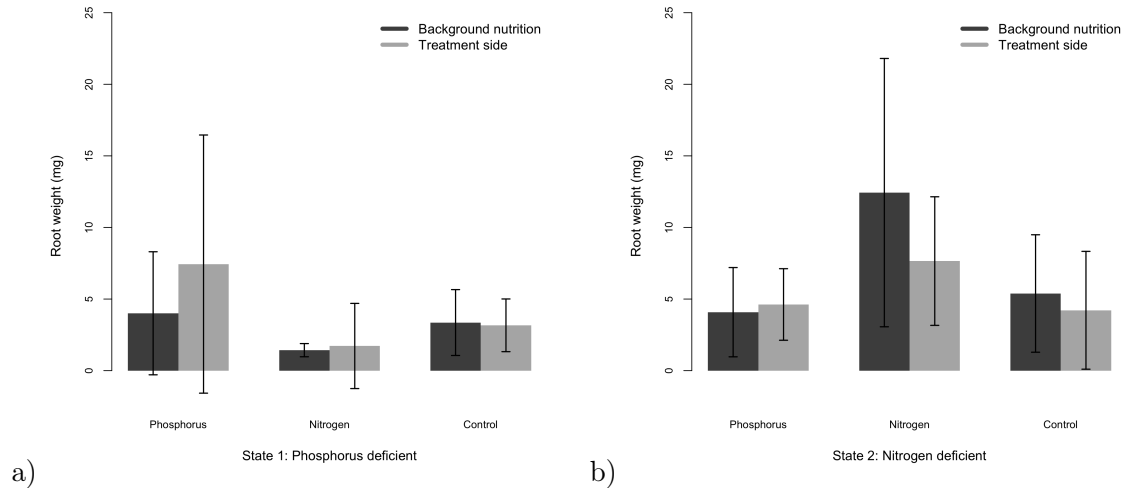 25
20
15
10
5
0
Root weight (mg)
Background nutrition
Treatment side
Phosphorus Nitrogen Control
State 1: Phosphorus deficient
a)
25
20
15
10
5
0
Root weight (mg)
Background nutrition
Treatment side
Phosphorus Nitrogen Control
State 2: Nitrogen deficient
b)